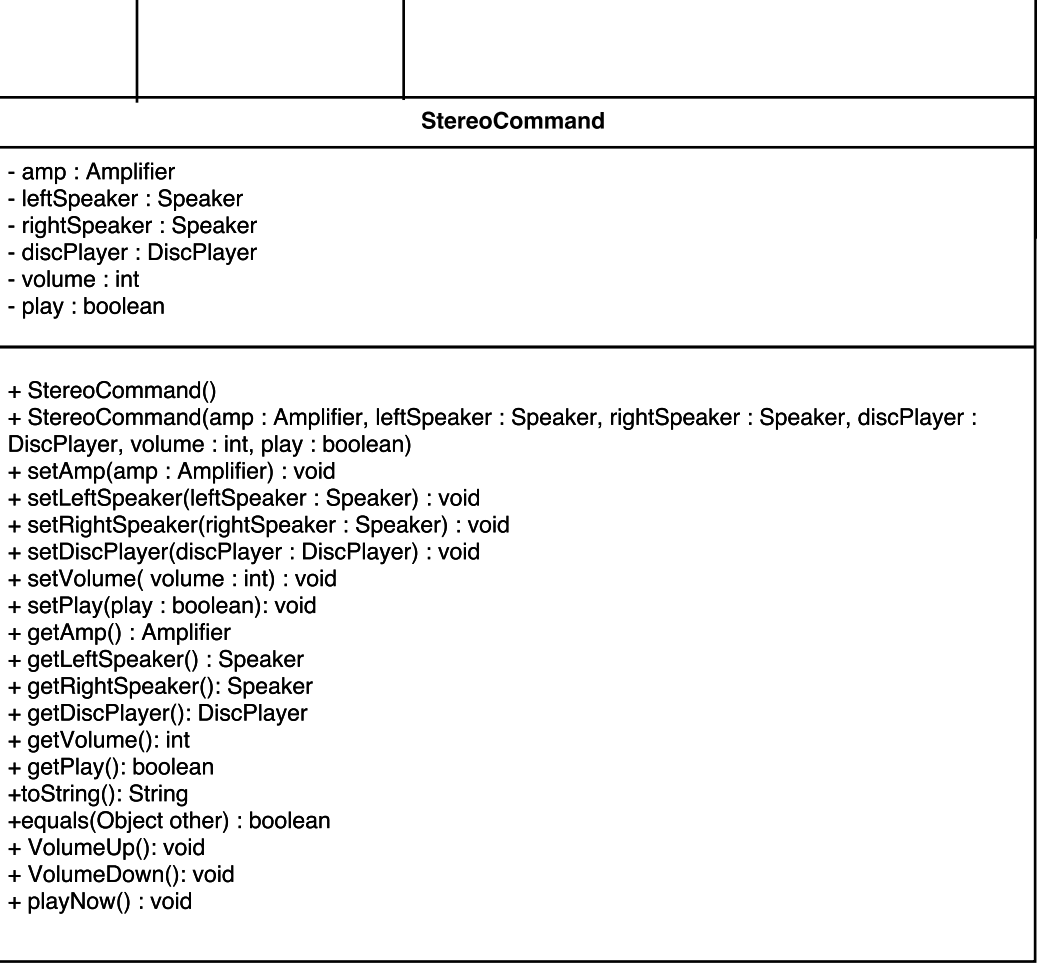 StereoCommand
- amp : Amplifier
- leftSpeaker : Speaker
- rightSpeaker : Speaker
- discPlayer : DiscPlayer
- volume : int
- play : boolean
+ StereoCommand()
+ StereoCommand(amp : Amplifier, leftSpeaker : Speaker, rightSpeaker : Speaker, discPlayer :
DiscPlayer, volume : int, play : boolean)
+ setAmp(amp : Amplifier) : void
+ setLeftSpeaker(leftSpeaker : Speaker) : void
+ setRightSpeaker(rightSpeaker : Speaker) : void
+ setDiscPlayer(discPlayer : DiscPlayer) : void
+ setVolume( volume : int) : void
+ setPlay(play : boolean): void
+ getAmp() : Amplifier
+ getLeftSpeaker() : Speaker
+ getRightSpeaker(): Speaker
+ getDiscPlayer(): DiscPlayer
+ getVolume(): int
+ getPlay(): boolean
+toString(): String
+equals(Object other) : boolean
+ VolumeUp(): void
+ VolumeDown(): void
+ playNow() : void